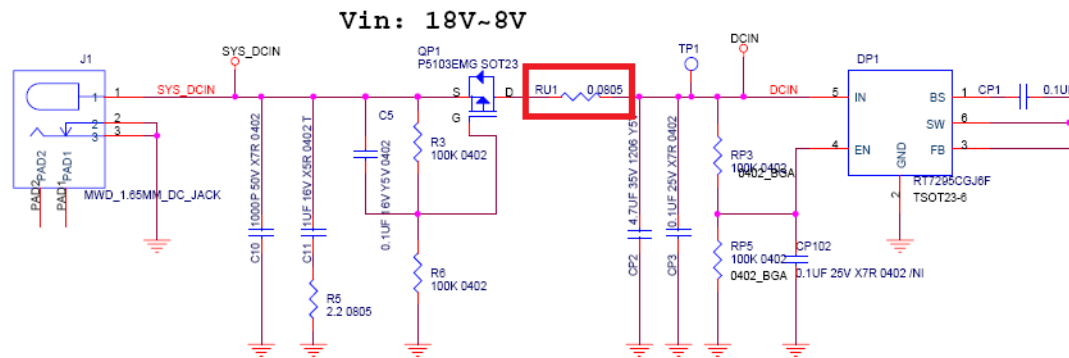 Vin: 18V~8V
J1
1
1
2
2
3
3
PAD2
PAD1
PAD2
PAD1
MWD_1.65MM_DC_JACK
SYS_DCIN
SYS_DCIN
C10
1000P 50V X7R 0402
C11
1UF 16V X5R 0402 T
R5
2.2 0805
C5
0.1UF 16V Y5V 0402
R3
100K 0402
R6
100K 0402
QP1
P5103EMG SOT23
S
D
G
RU1
0.0805
CP2
4.7UF 35V 1206 Y5
CP3
0.1UF 25V X7R 0402
TP1
DCIN
DCIN
RP3
100K 0402
0402_BGA
RP5
100K 0402
0402_BGA
CP102
0.1UF 25V X7R 0402 /NI
DP1
5
IN
4
EN
BS
1
SW
6
FB
3
GND
2
RT7295CGJ6F
TSOT23-6
CP1
0.1U